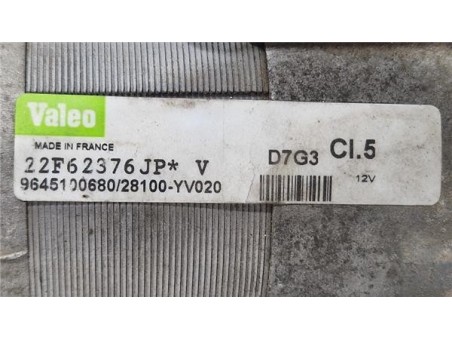 Valeo
MADE IN FRANCE
22F62376JP* V
9645100680/28100-YV020
D7G3 Cl.5
12V